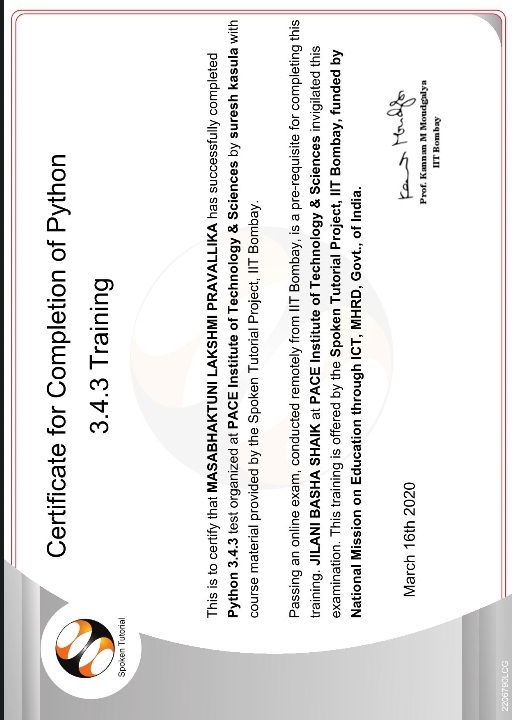 Certificate for Completion of Python
3.4.3 Training
This is to certify that MASABHAKTUNI LAKSHMI PRAVALLIKA has successfully completed
Python 3.4.3 test organized at PACE Institute of Technology & Sciences by suresh kasula with
course material provided by the Spoken Tutorial Project, IIT Bombay.
Passing an online exam, conducted remotely from IIT Bombay, is a pre-requisite for completing this
training. JILANI BASHA SHAIK at PACE Institute of Technology & Sciences invigilated this
examination. This training is offered by the Spoken Tutorial Project, IIT Bombay, funded by
National Mission on Education through ICT, MHRD, Govt., of India.
March 16th 2020
Kannan Moudgalya
Prof. Kannan M Moudgalya
IIT Bombay
Spoken Tutorial
2206790LOG